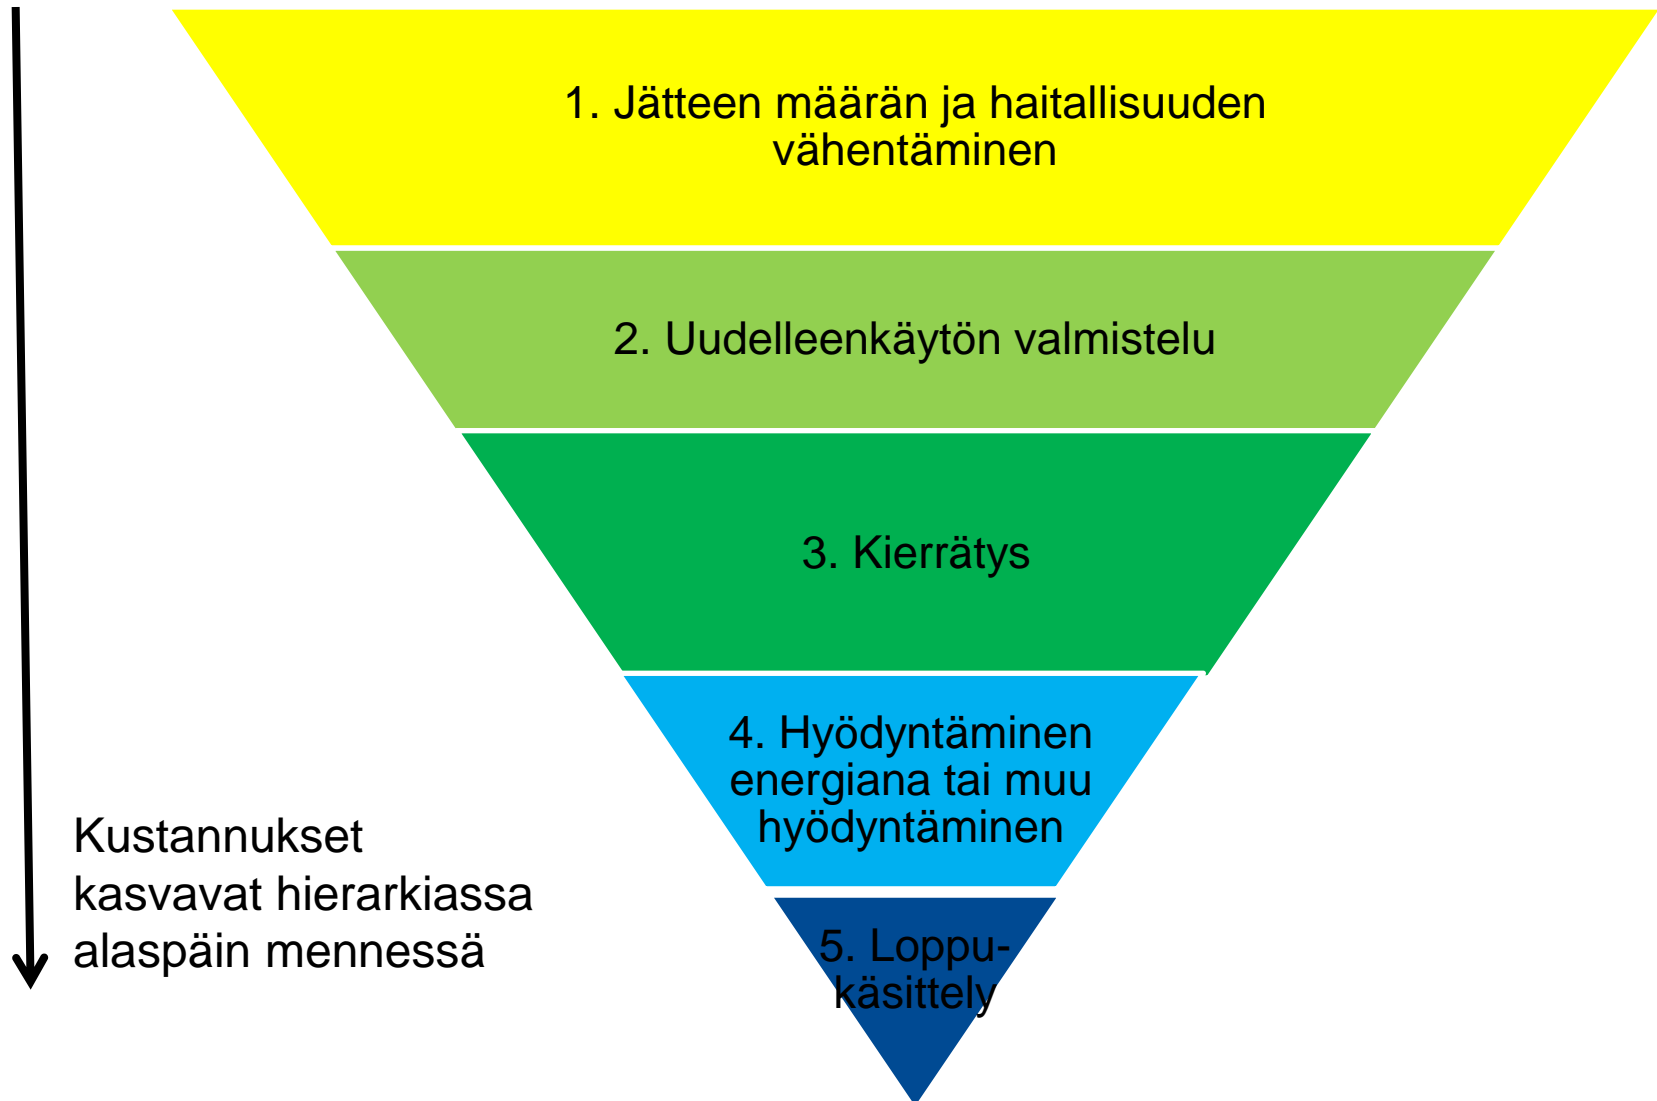 1. Jätteen määrän ja haitallisuuden
vähentäminen
2. Uudelleenkäytön valmistelu
3. Kierrätys
4. Hyödyntäminen
energiana tai muu
hyödyntäminen
5. Loppu-
käsittely
Kustannukset
kasvavat hierarkiassa
alaspäin mennessä